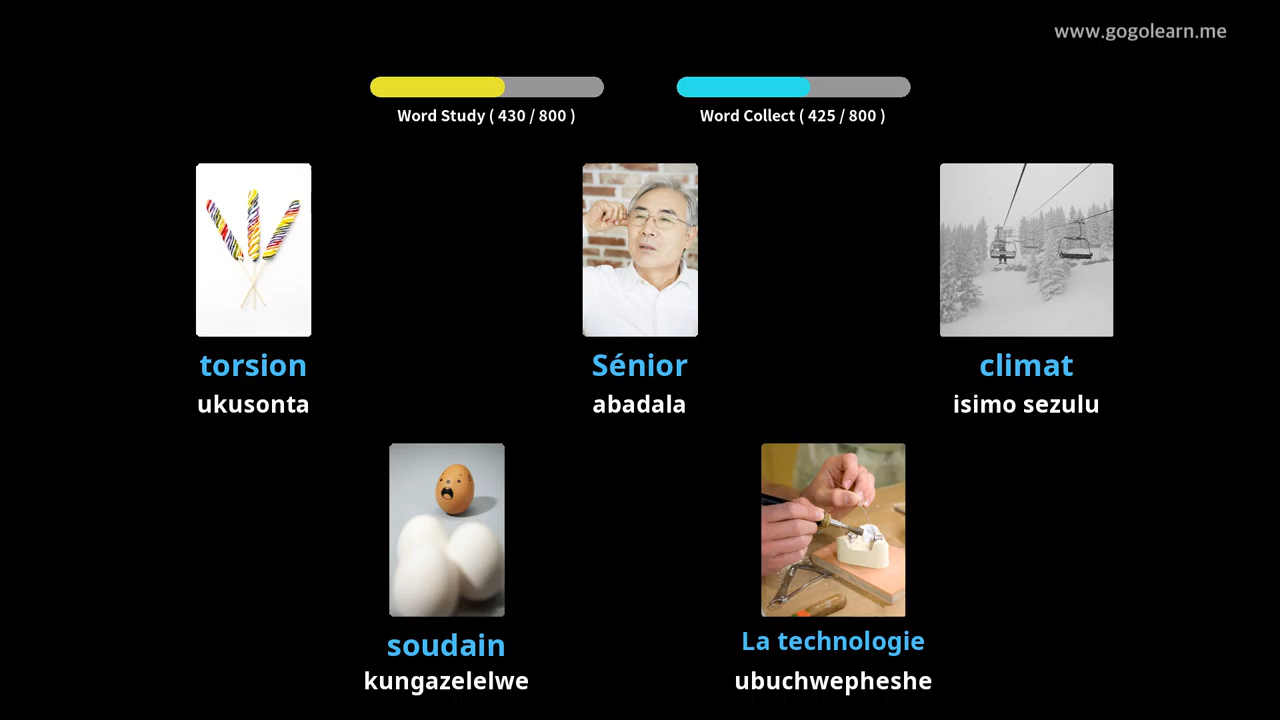 www.gogolearn.me
Word Study ( 430 / 800 )
Word Collect ( 425 / 800 )
torsion
ukusonta
Sénior
abadala
climat
isimo sezulu
soudain
kungazelelwe
La technologie
ubuchwepheshe